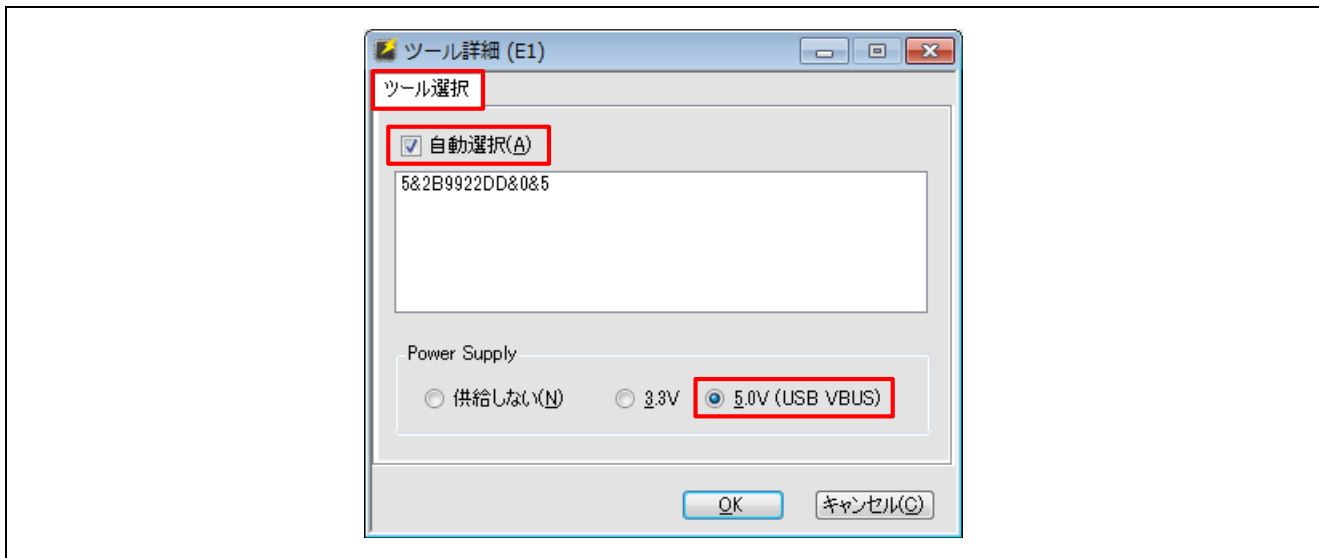 ツール詳細 (E1)
ツール選択
自動選択(A)
5&2B9922DD&0&5
Power Supply
供給しない(N) 3.3V 5.0V (USB VBUS)
OK キャンセル(C)